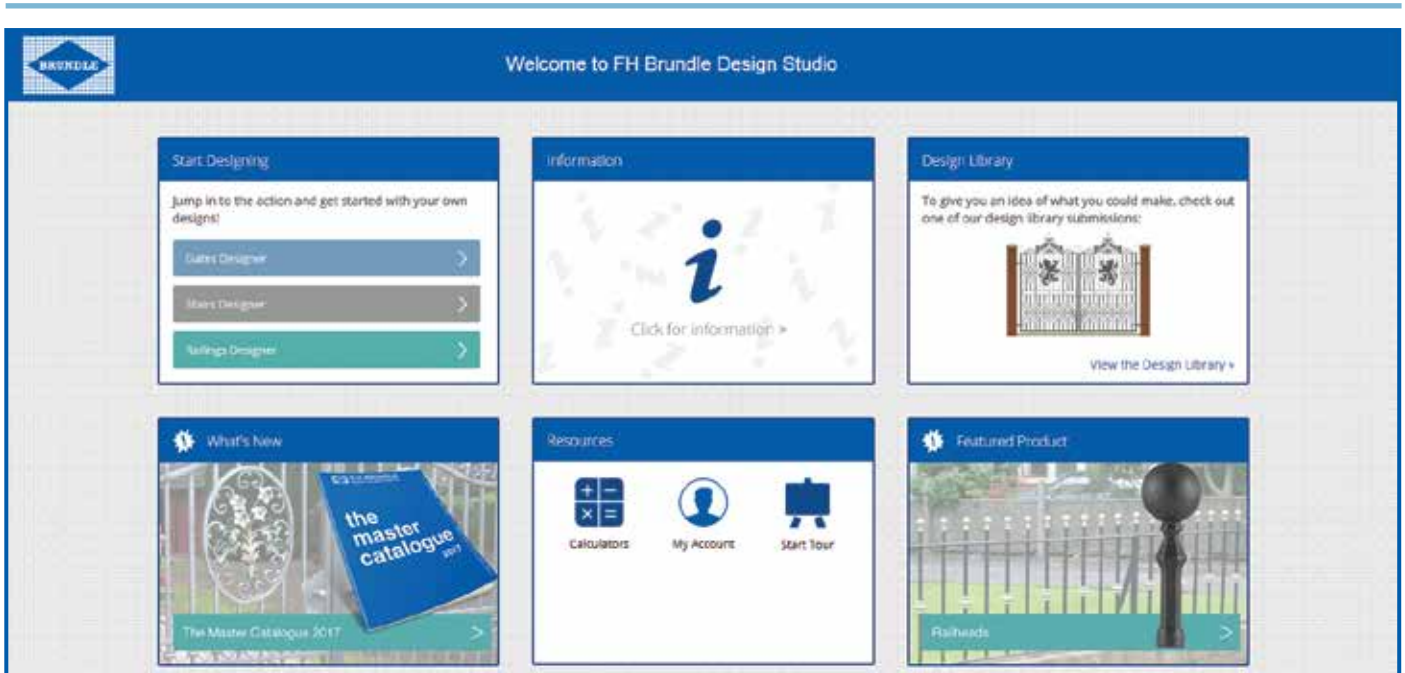 BRUNDLE
Welcome to FH Brundle Design Studio
Start Designing
Jump in to the action and get started with your own
designs!
Gates Designer
Stairs Designer
Railings Designer
Information
Click for information >
Design Library
To give you an idea of what you could make, check out
one of our design library submissions:
View the Design Library »
What's New
the
master
catalogue
2017
The Master Catalogue 2017
Resources
Calculators
My Account
Start Tour
Featured Product
Railheads